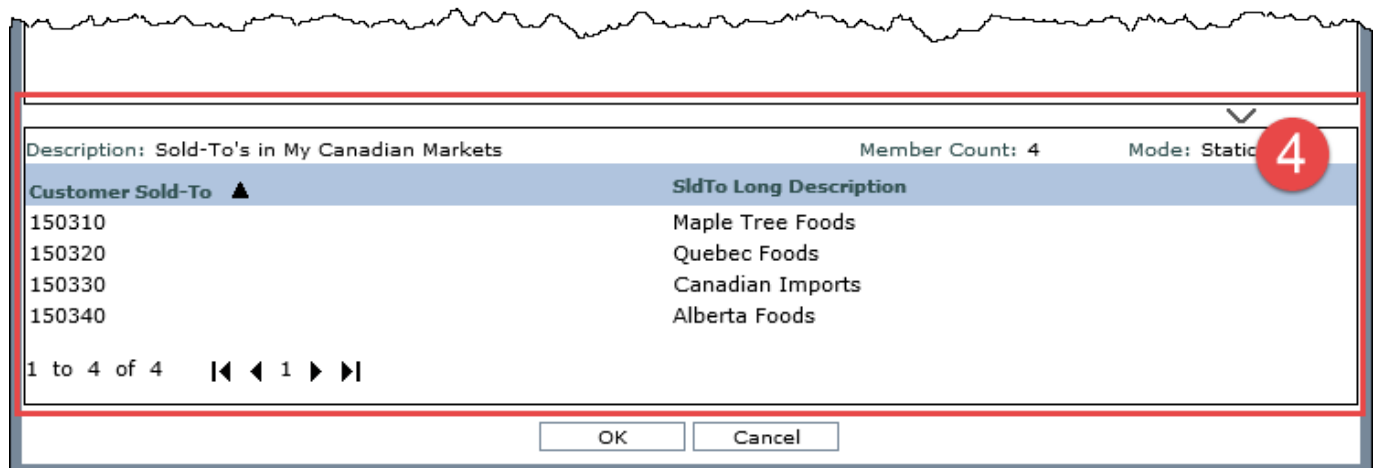 Description: Sold-To's in My Canadian Markets Member Count: 4 Mode: Static
4
Customer Sold-To ▲ SldTo Long Description
150310 Maple Tree Foods
150320 Quebec Foods
150330 Canadian Imports
150340 Alberta Foods
1 to 4 of 4 1
OK Cancel